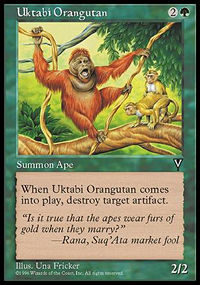 Uktabi Orangutan
2
Summon Ape
When Uktabi Orangutan comes
into play, destroy target artifact.
"Is it true that the apes wear furs of
gold when they marry?"
—Rana, Suq'Ata market fool
Illus. Una Fricker
© 1996 Wizards of the Coast, Inc. All rights reserved.
2/2